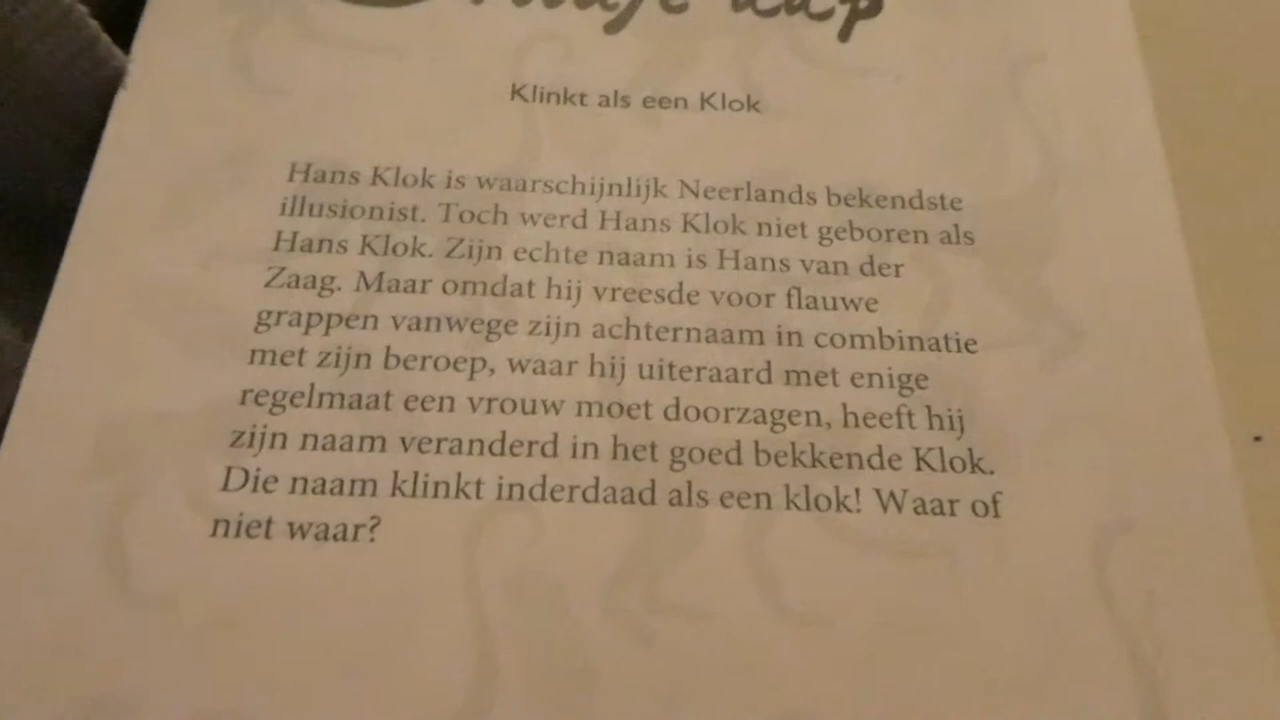 Klinkt als een Klok
Hans Klok is waarschijnlijk Neerlands bekendste
illusionist. Toch werd Hans Klok niet geboren als
Hans Klok. Zijn echte naam is Hans van der
Zaag. Maar omdat hij vreesde voor flauwe
grappen vanwege zijn achternaam in combinatie
met zijn beroep, waar hij uiteraard met enige
regelmaat een vrouw moet doorzagen, heeft hij
zijn naam veranderd in het goed bekkende Klok.
Die naam klinkt inderdaad als een klok! Waar of
niet waar?